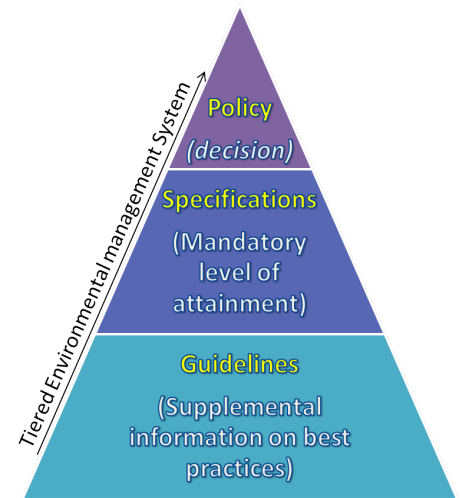 Tiered Environmental management System
Policy
(decision)
Specifications
(Mandatory
level of
attainment)
Guidelines
(Supplemental
information on best
practices)